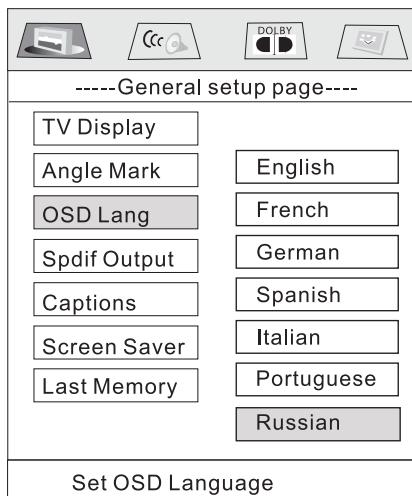 DOLBY
-----General setup page----
TV Display
Angle Mark
OSD Lang
Spdif Output
Captions
Screen Saver
Last Memory
English
French
German
Spanish
Italian
Portuguese
Russian
Set OSD Language